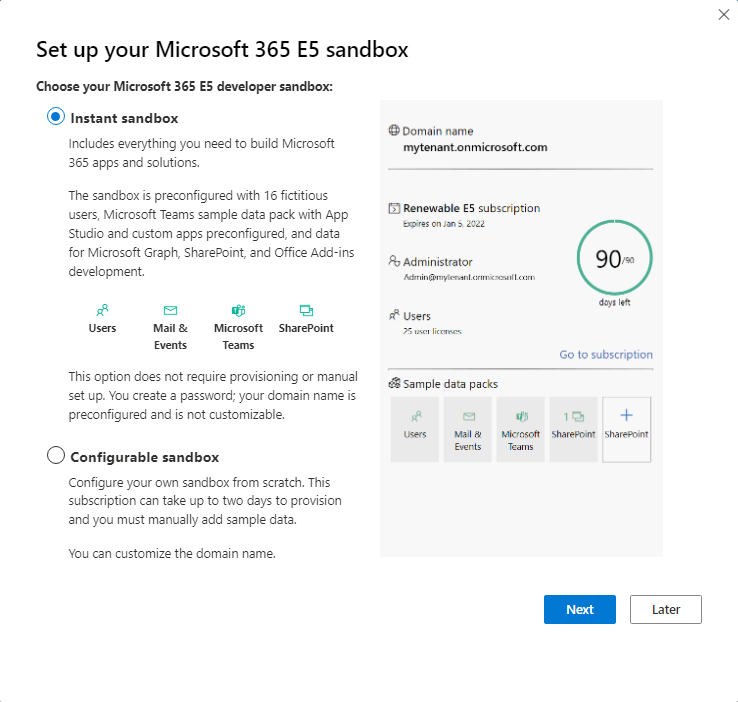 Set up your Microsoft 365 E5 sandbox
Choose your Microsoft 365 E5 developer sandbox:
Instant sandbox
Includes everything you need to build Microsoft
365 apps and solutions.
The sandbox is preconfigured with 16 fictitious
users, Microsoft Teams sample data pack with App
Studio and custom apps preconfigured, and data
for Microsoft Graph, SharePoint, and Office Add-ins
development.
Users
Mail &
Events
Microsoft
Teams
SharePoint
This option does not require provisioning or manual
set up. You create a password; your domain name is
preconfigured and is not customizable.
Configurable sandbox
Configure your own sandbox from scratch. This
subscription can take up to two days to provision
and you must manually add sample data.
You can customize the domain name.
Domain name
mytenant.onmicrosoft.com
Renewable E5 subscription
Expires on Jan 5, 2022
90/90
days left
Administrator
Admin@mytenant.onmicrosoft.com
Users
25 user licenses
Go to subscription
Sample data packs
Users
Mail &
Events
Microsoft
Teams
1
SharePoint
SharePoint
Next
Later